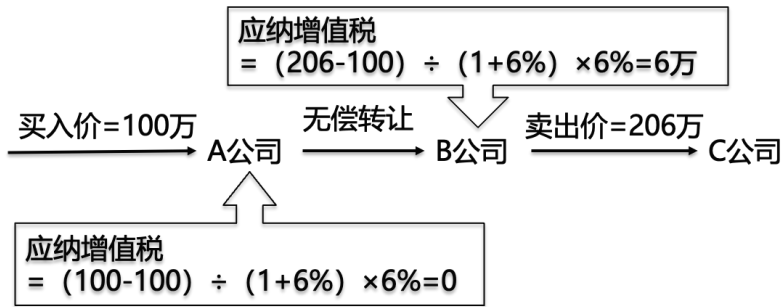 应纳增值税
=（206-100）÷（1+6%）×6%=6万
买入价=100万
无偿转让
卖出价=206万
A公司
B公司
C公司
应纳增值税
=（100-100）÷（1+6%）×6%=0